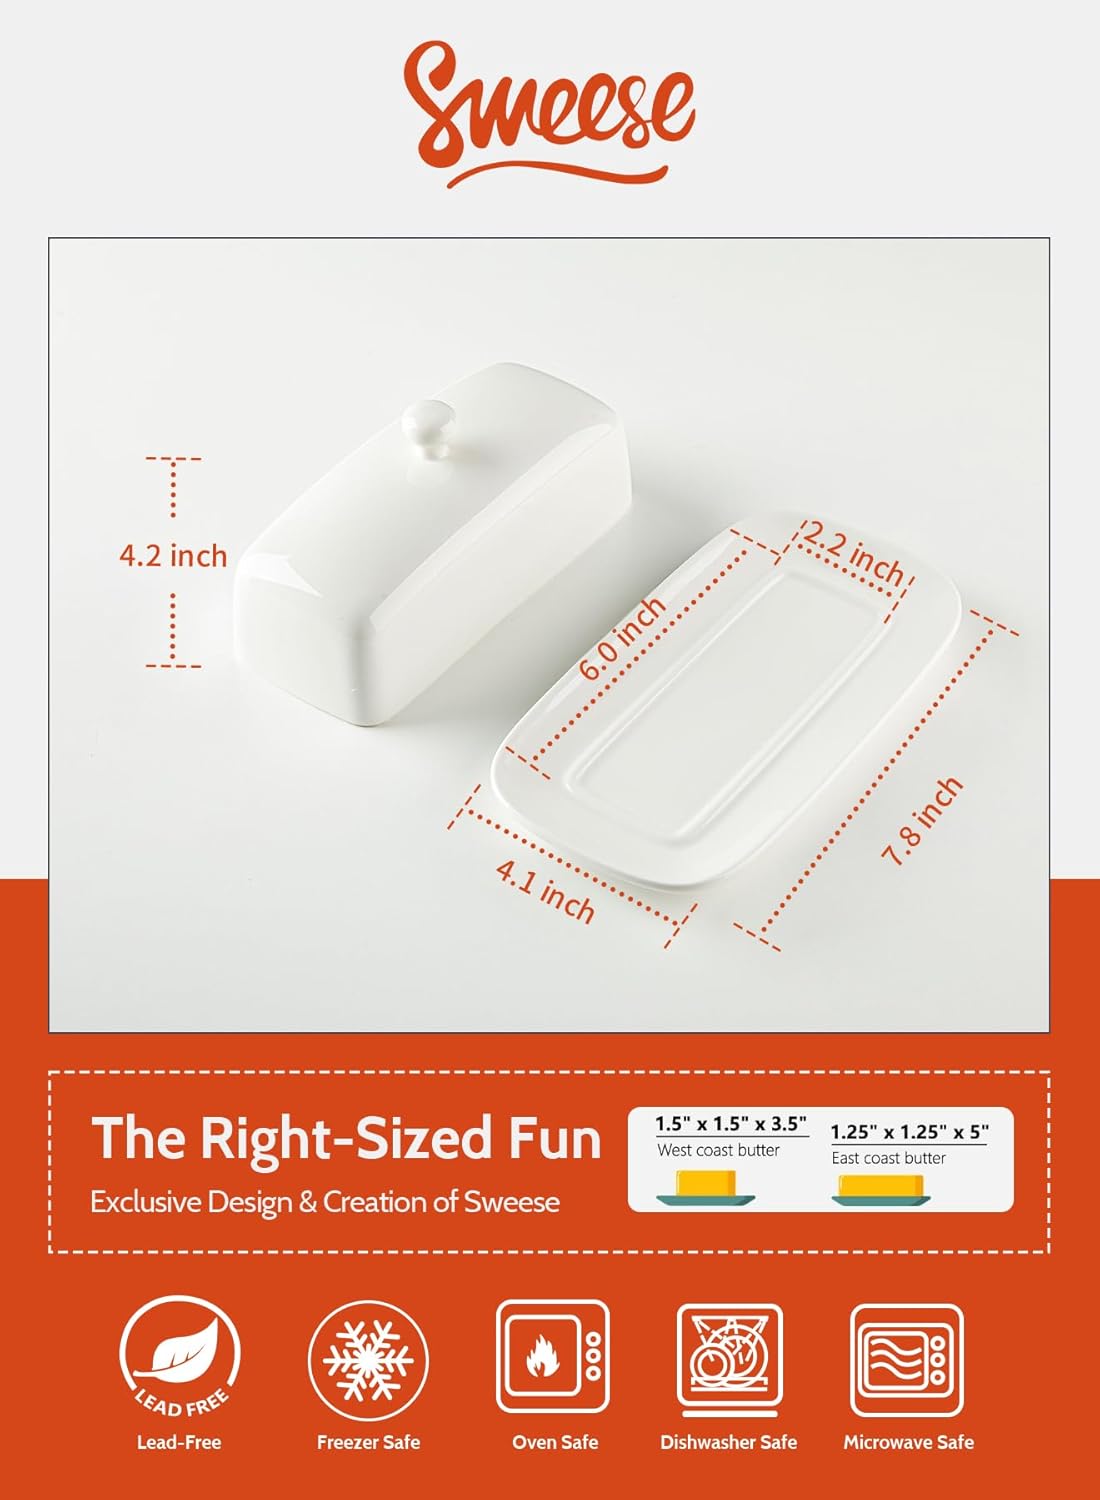 Sweese
4.2 inch
2.2 inch
6.0 inch
7.8 inch
4.1 inch
The Right-Sized Fun
Exclusive Design & Creation of Sweese
1.5" x 1.5" x 3.5"
West coast butter
1.25" x 1.25" x 5"
East coast butter
LEAD FREE
Lead-Free
Freezer Safe
Oven Safe
Dishwasher Safe
Microwave Safe